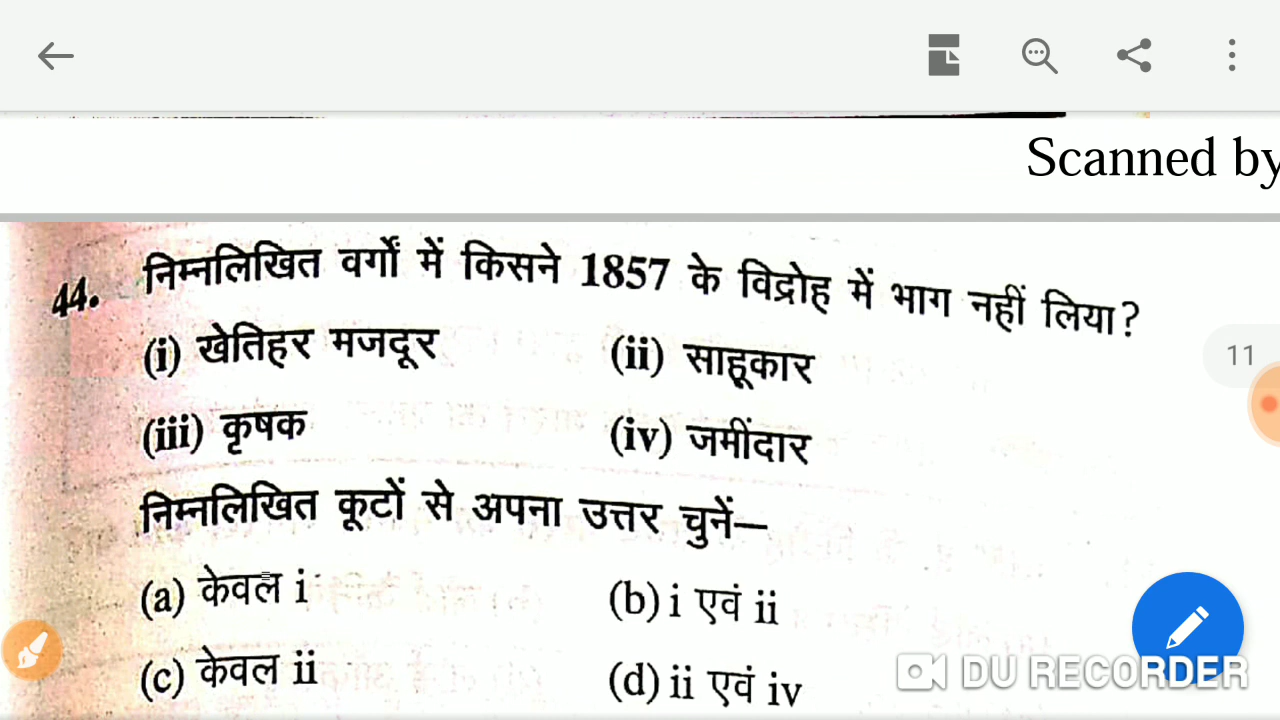 Scanned by
44. निम्नलिखित वर्गों में किसने 1857 के विद्रोह में भाग नहीं लिया?
(i) खेतिहर मजदूर (ii) साहूकार
11
(iii) कृषक (iv) जमींदार
निम्नलिखित कूटों से अपना उत्तर चुनें—
(a) केवल i (b) i एवं ii
(c) केवल ii (d) ii एवं iv
DU RECORDER